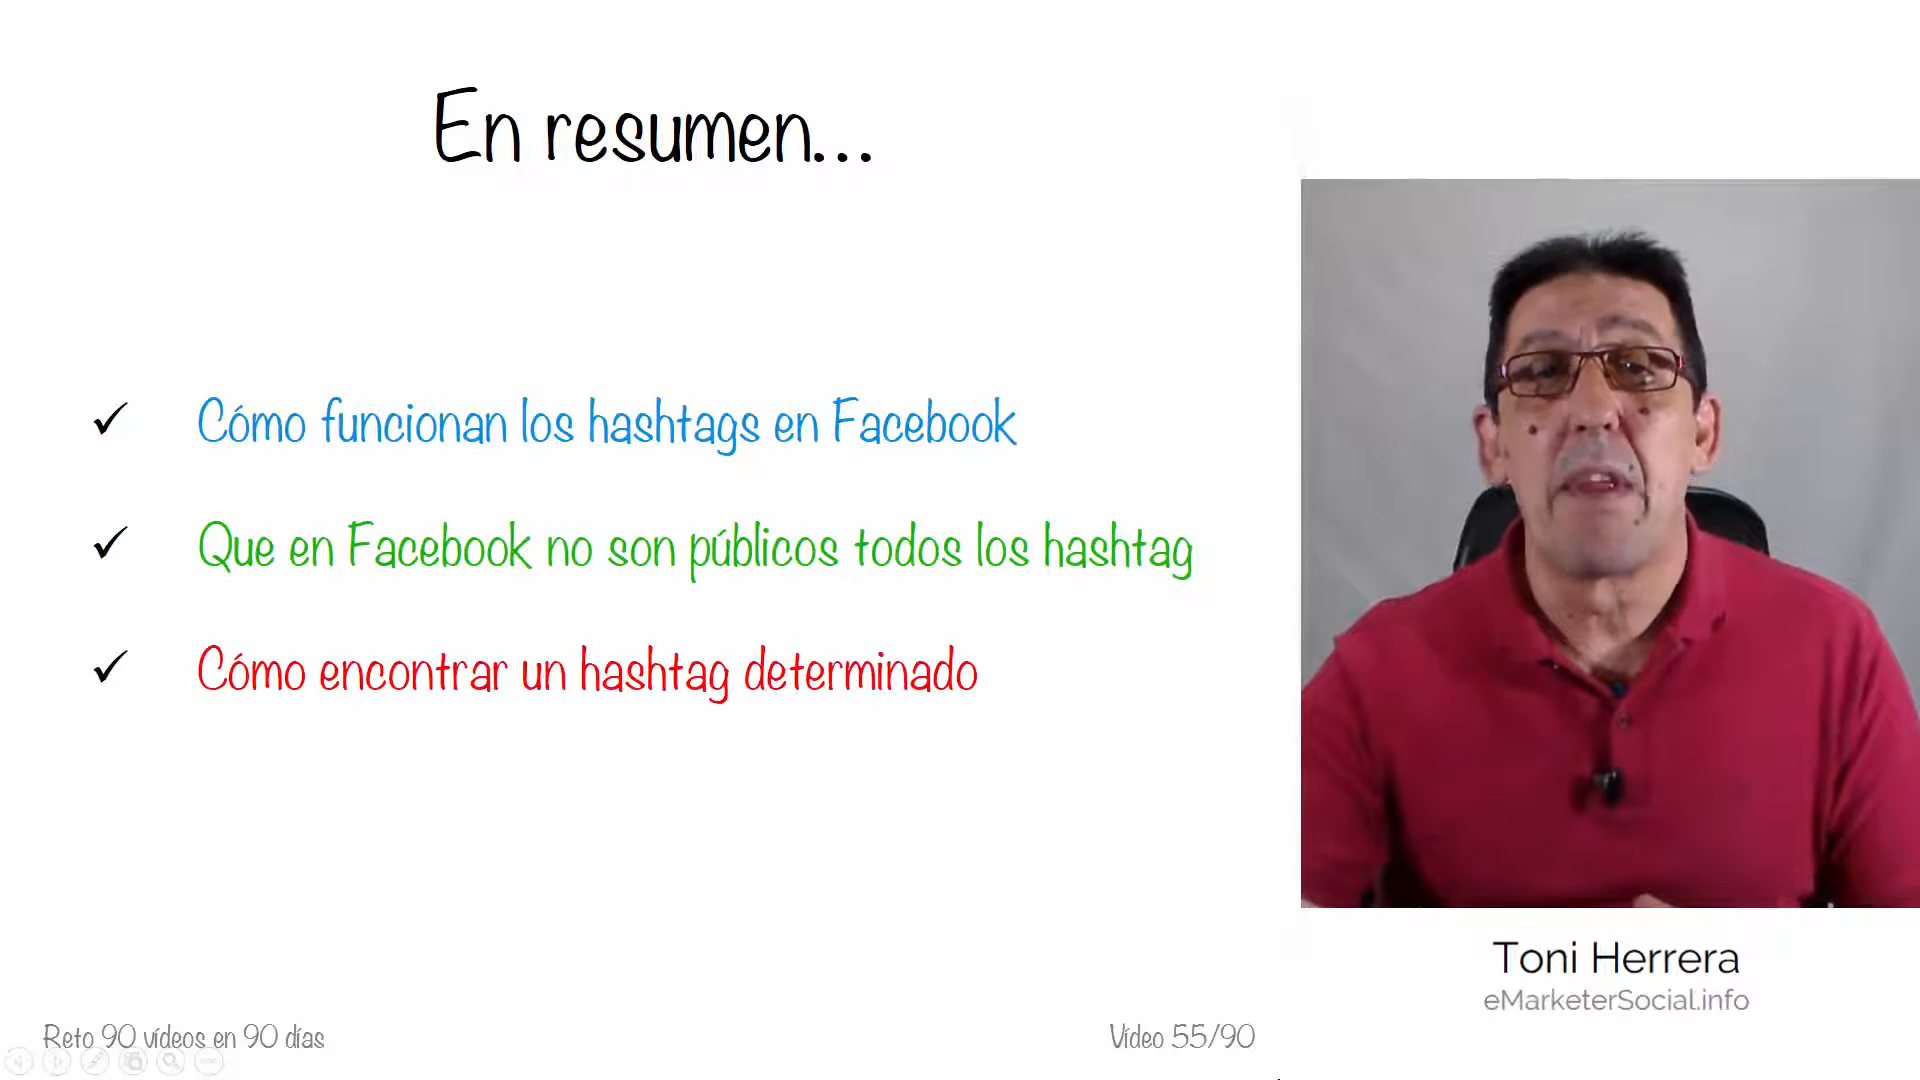 En resumen...
✓ Cómo funcionan los hashtags en Facebook
✓ Que en Facebook no son públicos todos los hashtag
✓ Cómo encontrar un hashtag determinado
Toni Herrera
eMarketerSocial.info
Reto 90 vídeos en 90 días
Vídeo 55/90